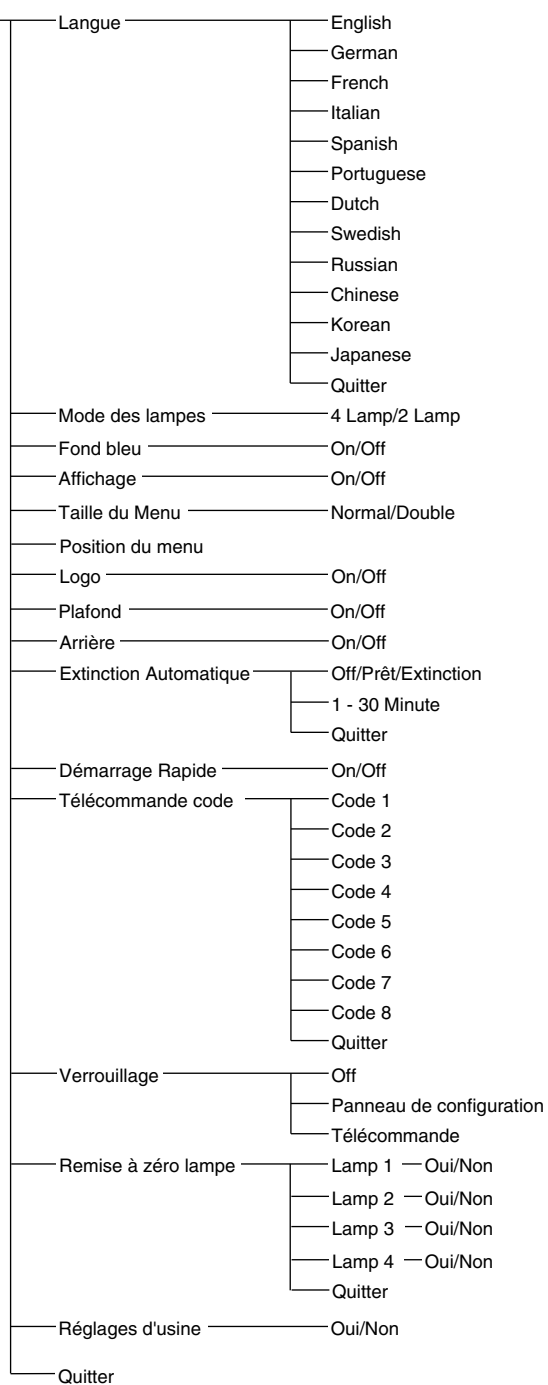 Langue English
German
French
Italian
Spanish
Portuguese
Dutch
Swedish
Russian
Chinese
Korean
Japanese
Quitter
Mode des lampes 4 Lamp/2 Lamp
Fond bleu On/Off
Affichage On/Off
Taille du Menu Normal/Double
Position du menu
Logo On/Off
Plafond On/Off
Arrière On/Off
Extinction Automatique Off/Prêt/Extinction
1 - 30 Minute
Quitter
Démarrage Rapide On/Off
Télécommande code Code 1
Code 2
Code 3
Code 4
Code 5
Code 6
Code 7
Code 8
Quitter
Verrouillage Off
Panneau de configuration
Télécommande
Remise à zéro lampe Lamp 1 Oui/Non
Lamp 2 Oui/Non
Lamp 3 Oui/Non
Lamp 4 Oui/Non
Quitter
Réglages d'usine Oui/Non
Quitter